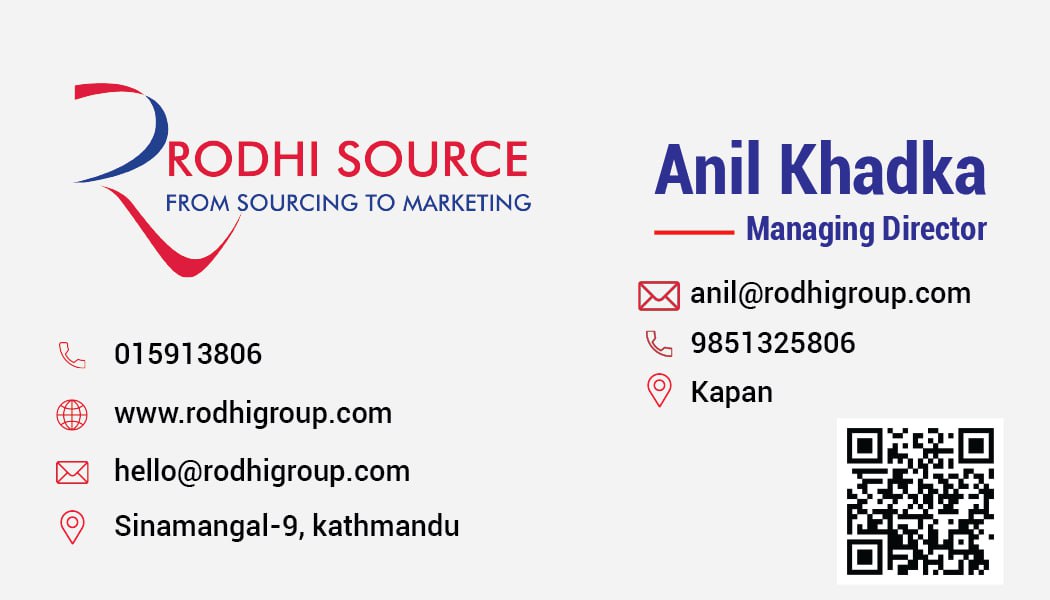 RODHI SOURCE
FROM SOURCING TO MARKETING
015913806
www.rodhigroup.com
hello@rodhigroup.com
Sinamangal-9, kathmandu
Anil Khadka
Managing Director
anil@rodhigroup.com
9851325806
Kapan